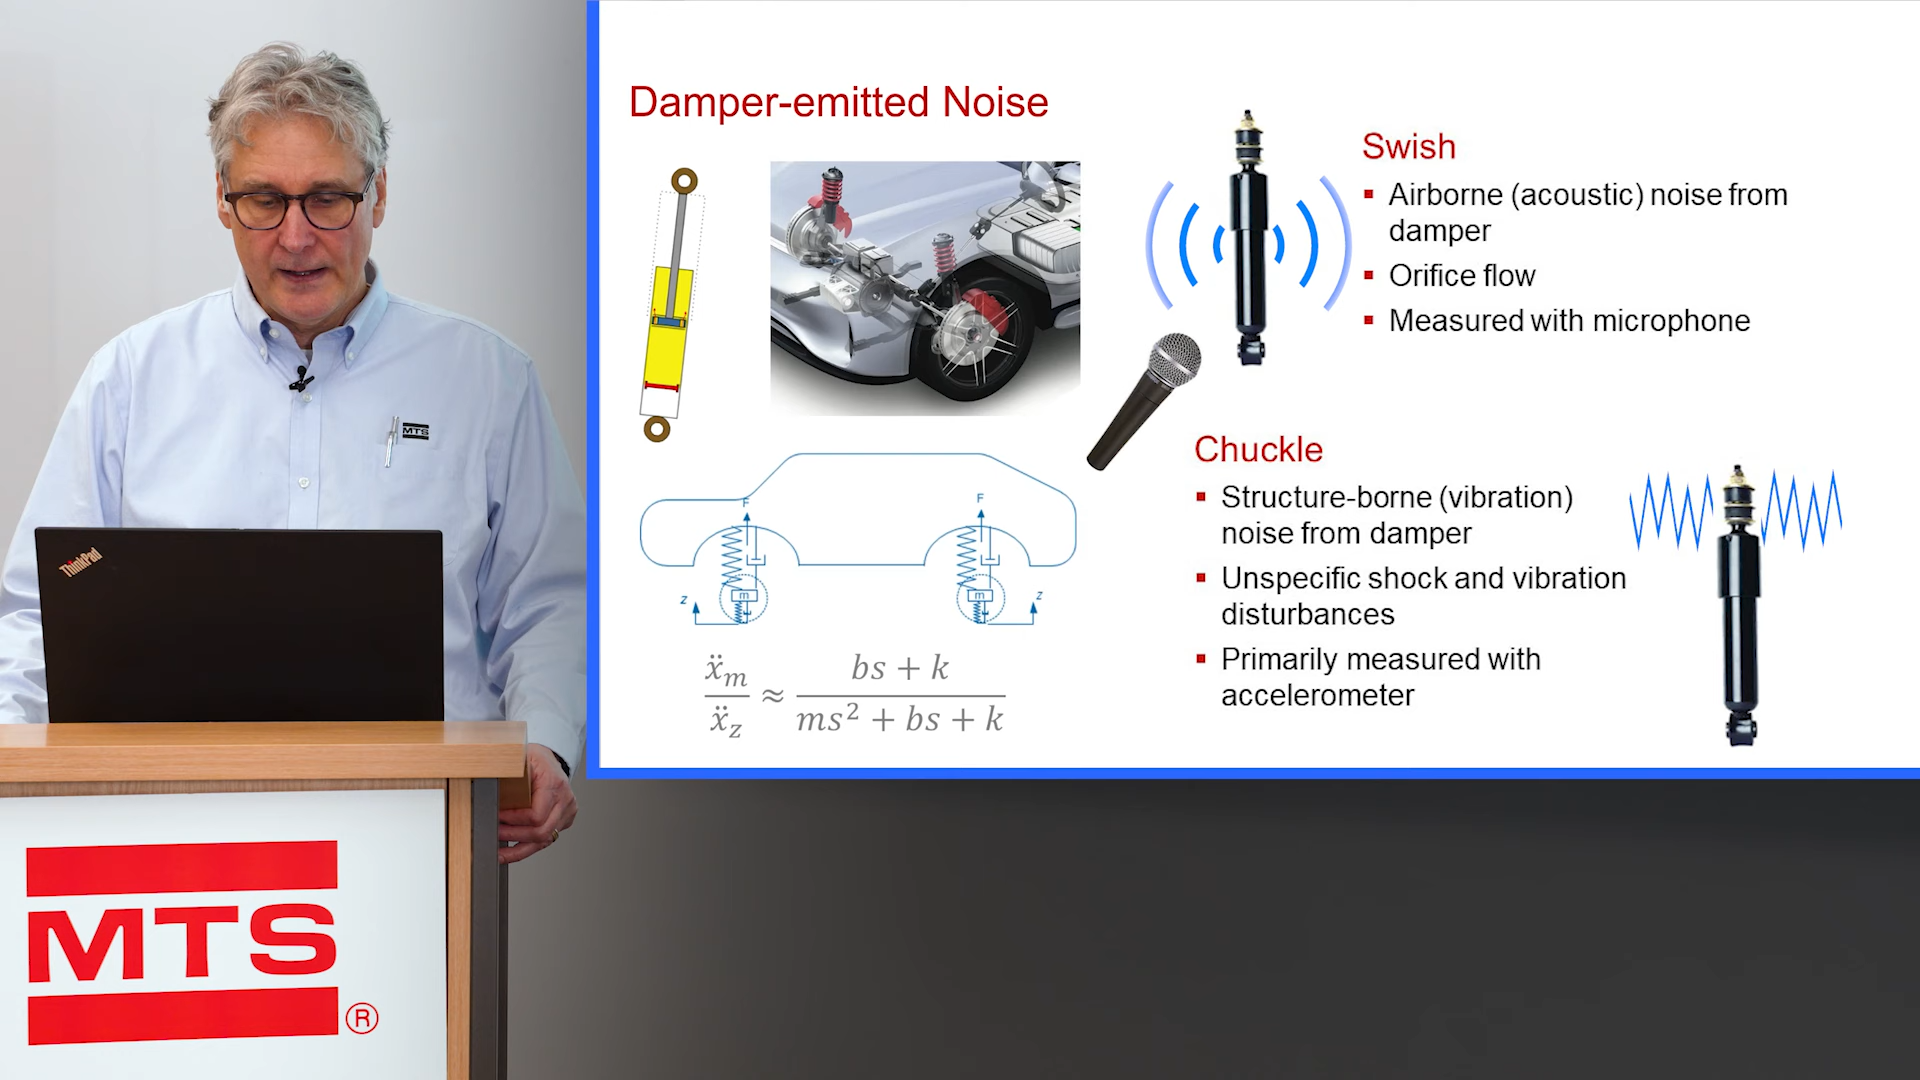 Damper-emitted Noise
Swish
▪ Airborne (acoustic) noise from
damper
▪ Orifice flow
▪ Measured with microphone
Chuckle
▪ Structure-borne (vibration)
noise from damper
▪ Unspecific shock and vibration
disturbances
▪ Primarily measured with
accelerometer
F
F
m
m
z
z
ẍₘ/ẍ_z ≈ (bs + k)/(ms² + bs + k)
MTS
ThinkPad
MTS
®